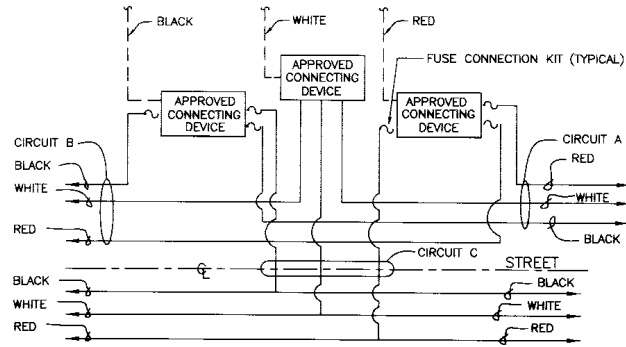 BLACK
WHITE
RED
FUSE CONNECTION KIT (TYPICAL)
APPROVED
CONNECTING
DEVICE
APPROVED
CONNECTING
DEVICE
APPROVED
CONNECTING
DEVICE
CIRCUIT B
CIRCUIT A
BLACK
RED
WHITE
WHITE
RED
BLACK
CIRCUIT C
STREET
CL
BLACK
BLACK
WHITE
WHITE
RED
RED